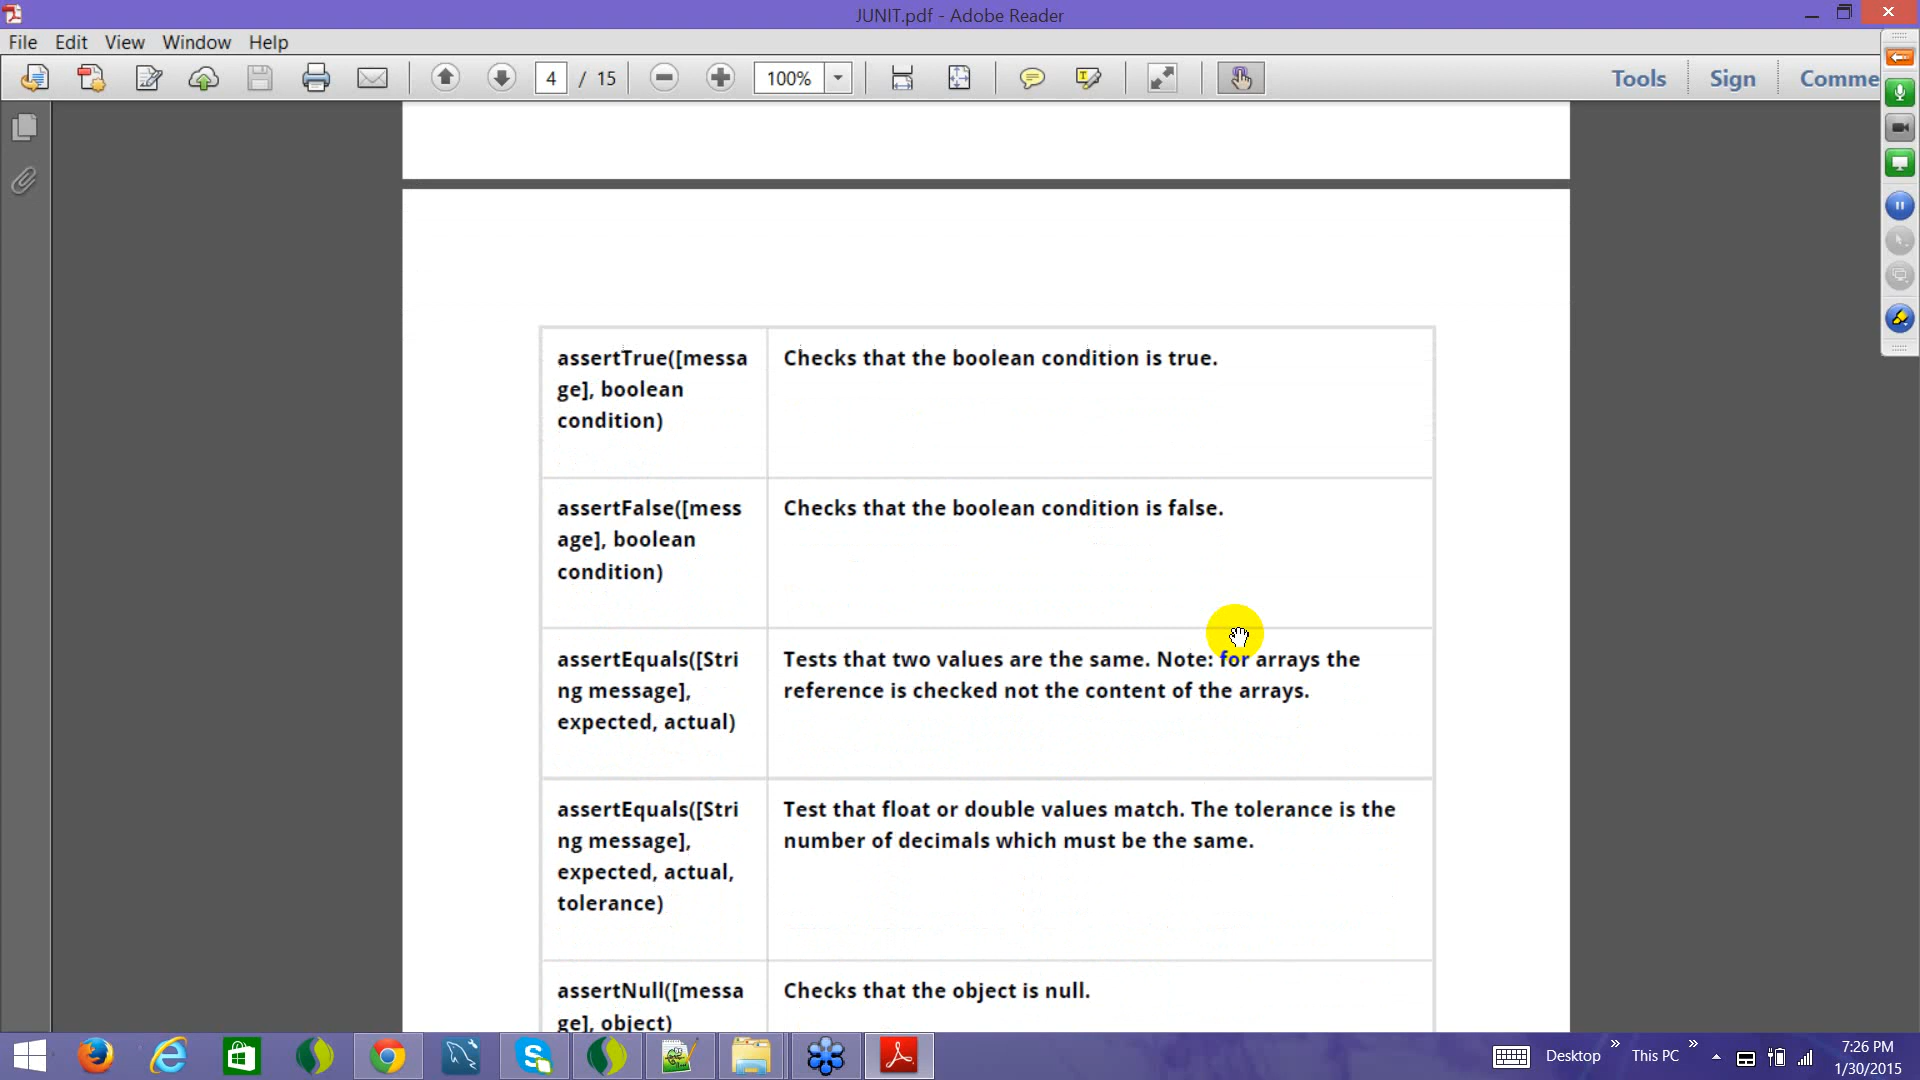 JUNIT.pdf - Adobe Reader
File Edit View Window Help
4 / 15 100% Tools Sign Comme
assertTrue([messa
ge], boolean
condition)
Checks that the boolean condition is true.
assertFalse([mess
age], boolean
condition)
Checks that the boolean condition is false.
assertEquals([Stri
ng message],
expected, actual)
Tests that two values are the same. Note: for arrays the
reference is checked not the content of the arrays.
assertEquals([Stri
ng message],
expected, actual,
tolerance)
Test that float or double values match. The tolerance is the
number of decimals which must be the same.
assertNull([messa
ge], object)
Checks that the object is null.
Desktop » This PC »
7:26 PM
1/30/2015